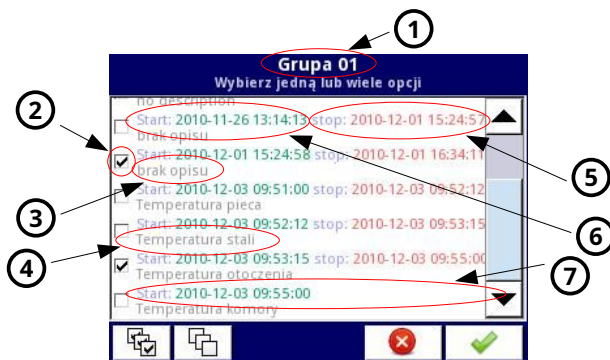 1
Grupa 01
Wybierz jedną lub wiele opcji
2
no description
Start: 2010-11-26 13:14:13 stop: 2010-12-01 15:24:57
brak opisu
Start: 2010-12-01 15:24:58 stop: 2010-12-01 16:34:11
brak opisu
5
Start: 2010-12-03 09:51:00 stop: 2010-12-03 09:52:12
Temperatura pieca
3
Start: 2010-12-03 09:52:12 stop: 2010-12-03 09:53:15
Temperatura stali
6
4
Start: 2010-12-03 09:53:15 stop: 2010-12-03 09:55:00
Temperatura otoczenia
7
Start: 2010-12-03 09:55:00
Temperatura komory